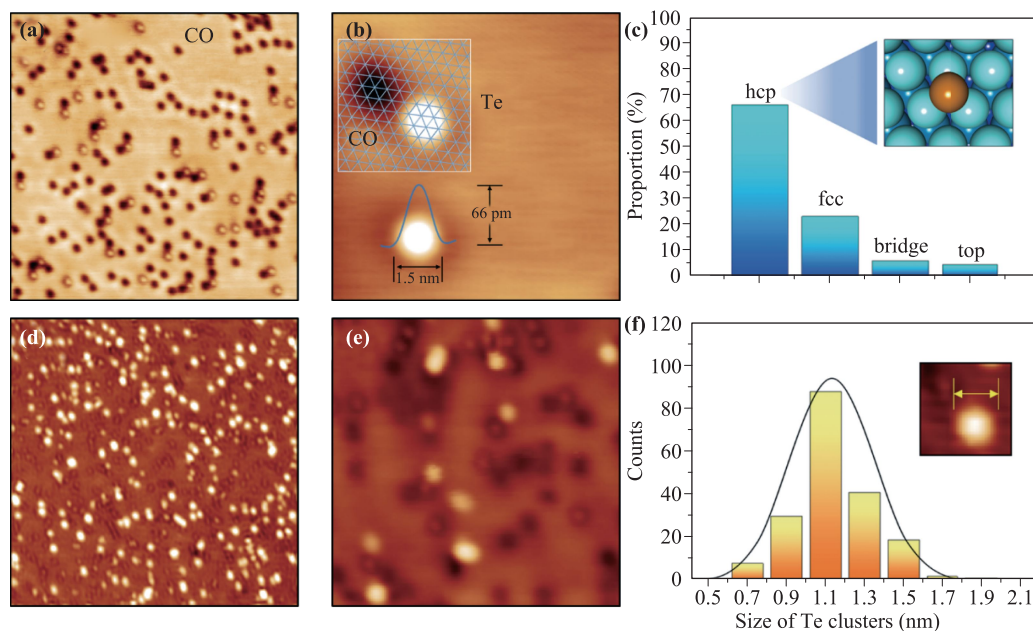 (a)
CO
(b)
Te
CO
66 pm
1.5 nm
(c)
100
90
80
70
60
50
40
30
20
10
0
Proportion (%)
hcp
fcc
bridge
top
(d)
(e)
(f)
120
100
80
60
40
20
0
Counts
0.5 0.7 0.9 1.1 1.3 1.5 1.7 1.9 2.1
Size of Te clusters (nm)